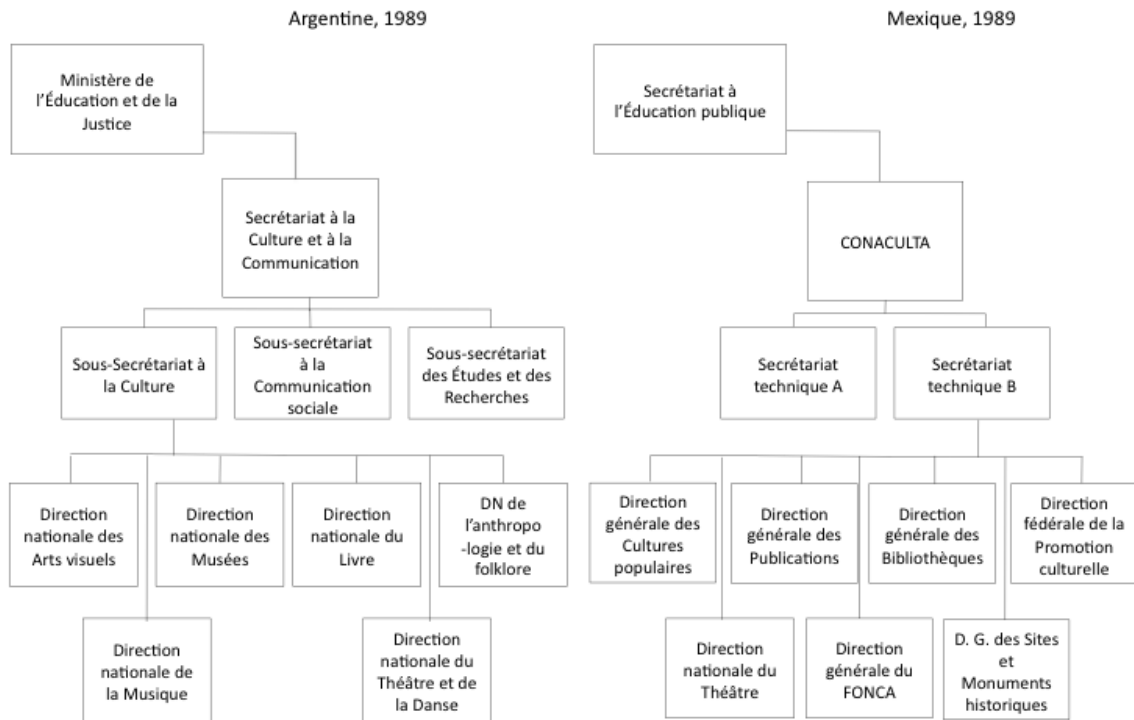 Argentine, 1989
Ministère de
l'Éducation et de la
Justice
Secrétariat à la
Culture et à la
Communication
Sous-Secrétariat à
la Culture
Sous-secrétariat
à la
Communication
sociale
Sous-secrétariat
des Études et des
Recherches
Direction
nationale des
Arts visuels
Direction
nationale des
Musées
Direction
nationale du
Livre
DN de
l'anthropo
-logie et du
folklore
Direction
nationale de
la Musique
Direction
nationale du
Théâtre et de
la Danse
Mexique, 1989
Secrétariat à
l'Éducation publique
CONACULTA
Secrétariat
technique A
Secrétariat
technique B
Direction
générale des
Cultures
populaires
Direction
générale des
Publications
Direction
générale des
Bibliothèques
Direction
fédérale de la
Promotion
culturelle
Direction
nationale du
Théâtre
Direction
générale du
FONCA
D. G. des Sites
et
Monuments
historiques